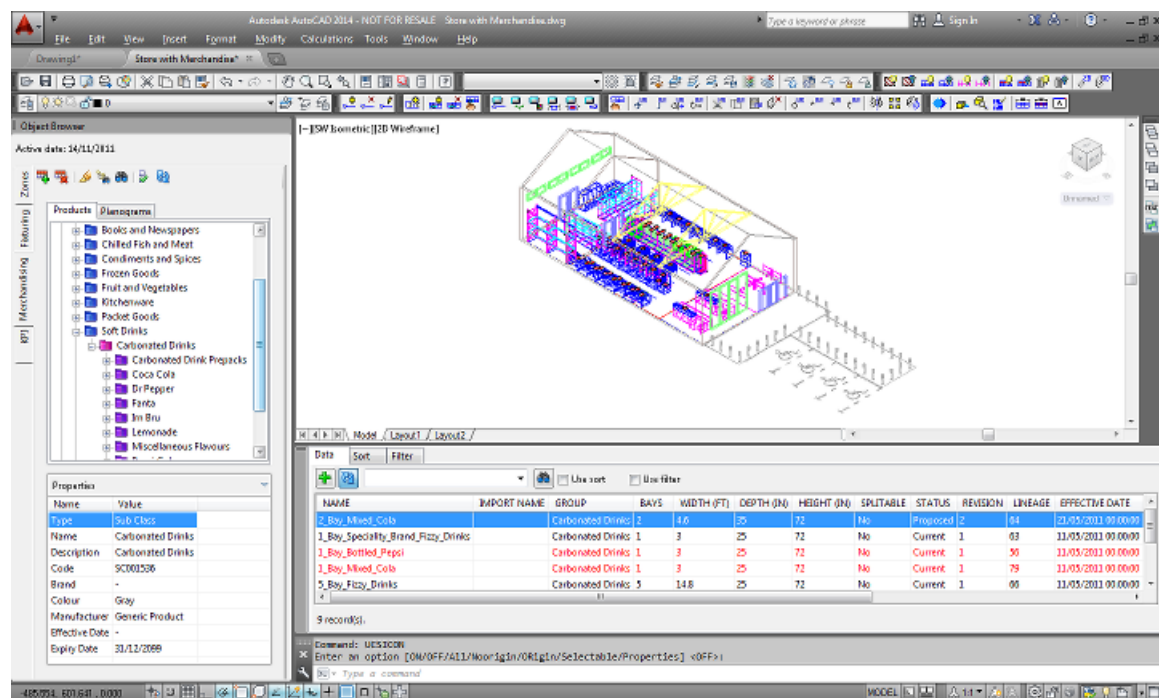 Autodesk AutoCAD 2014 - NOT FOR RESALE Store with Merchandise.dwg
Type a keyword or phrase
Sign In
File Edit View Insert Format Modify Calculations Tools Window Help
Drawing1*
Store with Merchandise*
0
Object Browser
Active date: 14/11/2011
Zones
Fixturing
Merchandising
KPI
Products Planograms
Books and Newspapers
Chilled Fish and Meat
Condiments and Spices
Frozen Goods
Fruit and Vegetables
Kitchenware
Packet Goods
Soft Drinks
Carbonated Drinks
Carbonated Drink Prepacks
Coca Cola
Dr Pepper
Fanta
Irn Bru
Lemonade
Miscellaneous Flavours
Properties
Name Value
Type Sub Class
Name Carbonated Drinks
Description Carbonated Drinks
Code SC001536
Brand -
Colour Gray
Manufacturer Generic Product
Effective Date -
Expiry Date 31/12/2099
[-][SW Isometric][2D Wireframe]
Unnamed
Model Layout1 Layout2
Data Sort Filter
Use sort Use filter
NAME IMPORT NAME GROUP BAYS WIDTH (FT) DEPTH (IN) HEIGHT (IN) SPLITABLE STATUS REVISION LINEAGE EFFECTIVE DATE
2_Bay_Mixed_Cola Carbonated Drinks 2 4.6 35 72 No Proposed 2 64 21/05/2011 00:00:00
1_Bay_Speciality_Brand_Fizzy_Drinks Carbonated Drinks 1 3 25 72 No Current 1 63 11/05/2011 00:00:00
1_Bay_Bottled_Pepsi Carbonated Drinks 1 3 25 72 No Current 1 56 11/05/2011 00:00:00
1_Bay_Mixed_Cola Carbonated Drinks 1 3 25 72 No Current 1 79 11/05/2011 00:00:00
5_Bay_Fizzy_Drinks Carbonated Drinks 5 14.8 25 72 No Current 1 66 11/05/2011 00:00:00
9 record(s).
Command: UCSICON
Enter an option [ON/OFF/All/Noorigin/ORigin/Selectable/Properties] <OFF>:
Type a command
MODEL
1:1